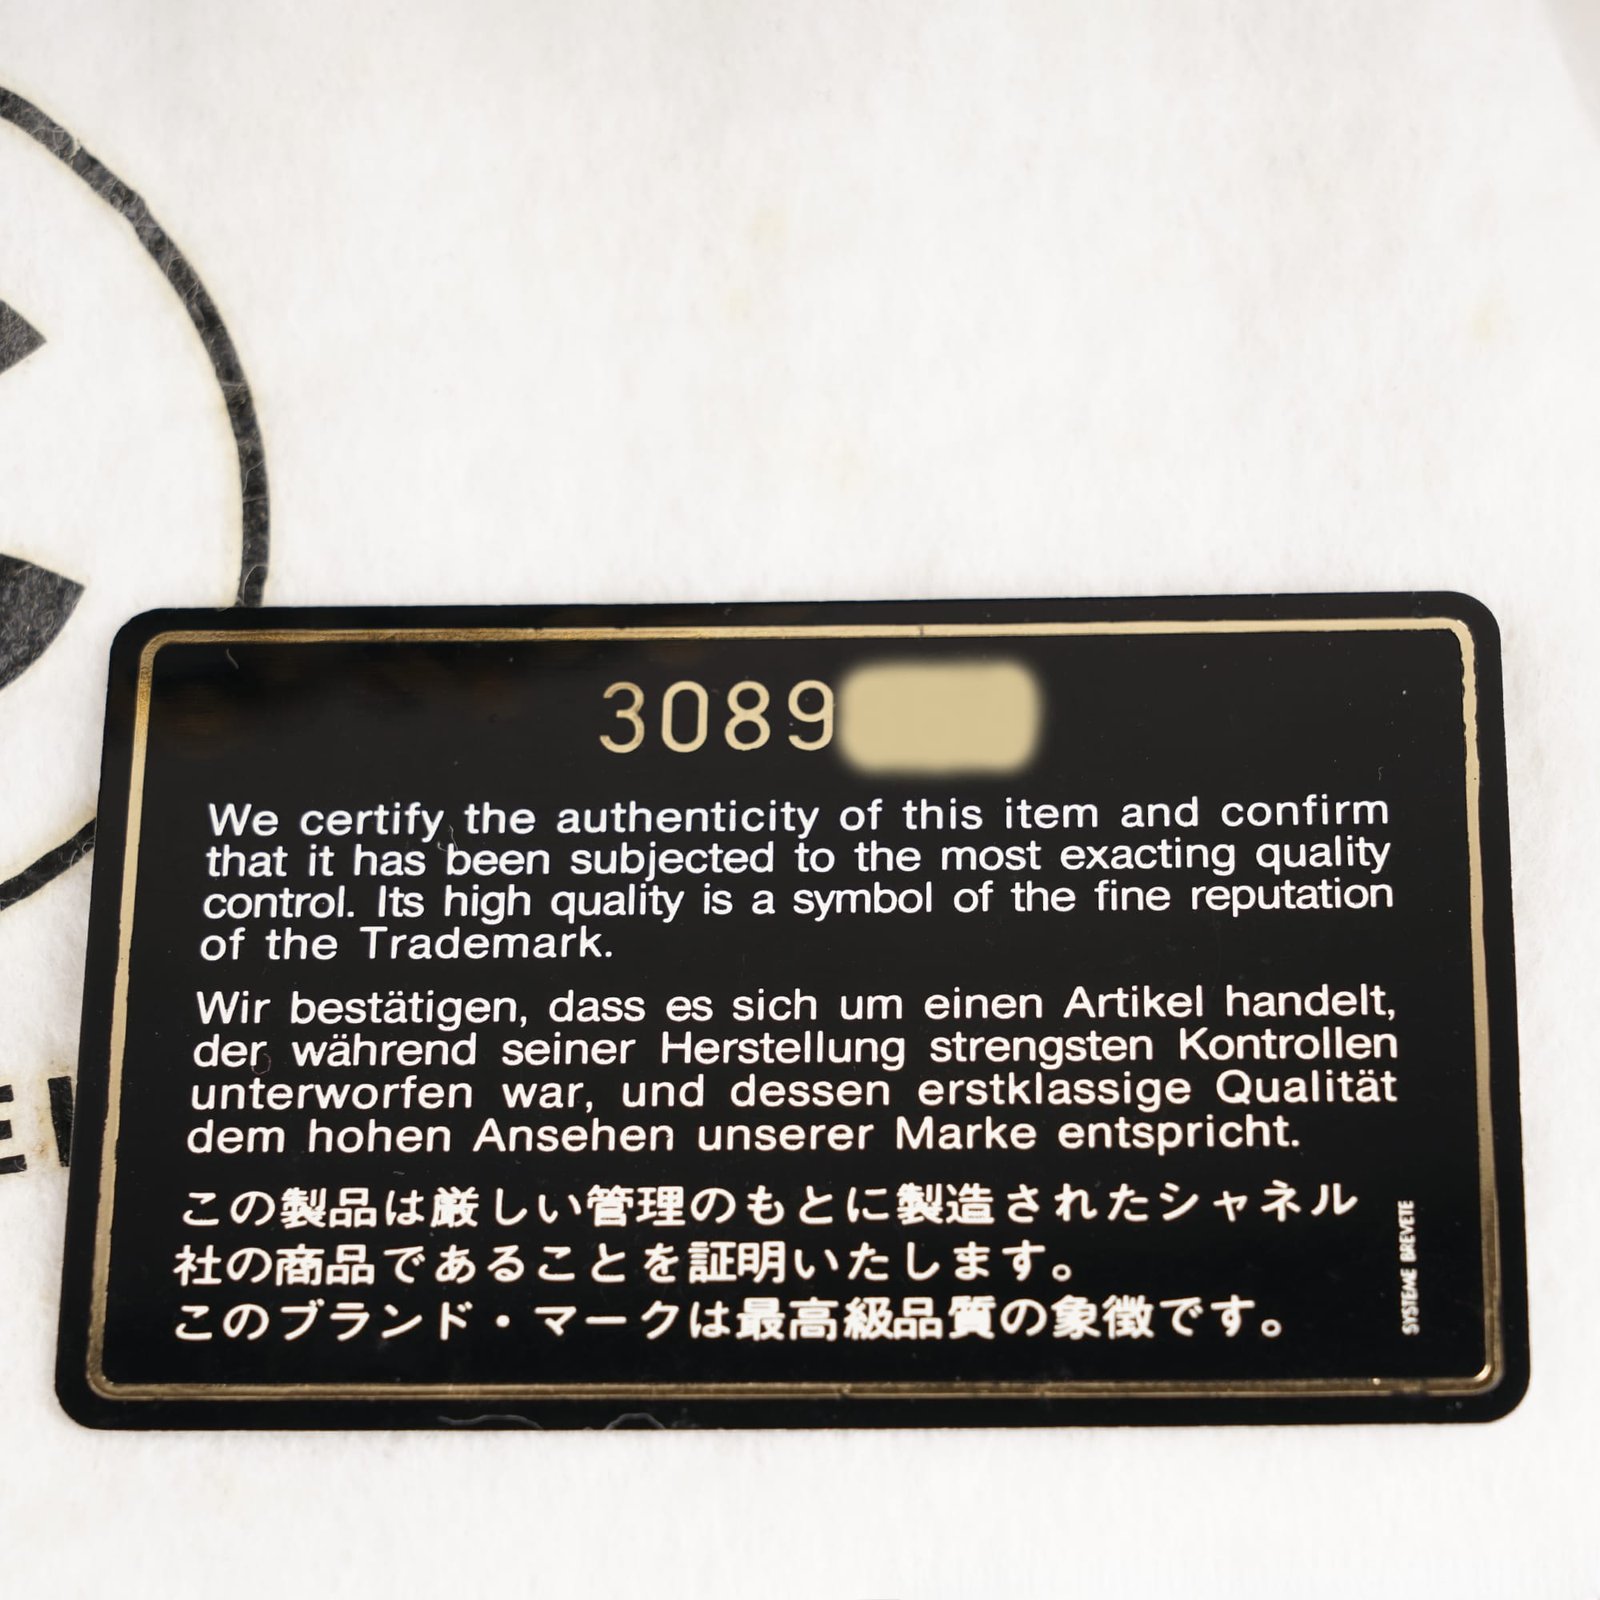 3089
We certify the authenticity of this item and confirm
that it has been subjected to the most exacting quality
control. Its high quality is a symbol of the fine reputation
of the Trademark.
Wir bestätigen, dass es sich um einen Artikel handelt,
der während seiner Herstellung strengsten Kontrollen
unterworfen war, und dessen erstklassige Qualität
dem hohen Ansehen unserer Marke entspricht.
この製品は厳しい管理のもとに製造されたシャネル
社の商品であることを証明いたします。
このブランド・マークは最高級品質の象徴です。
SYSTEME BREVETE